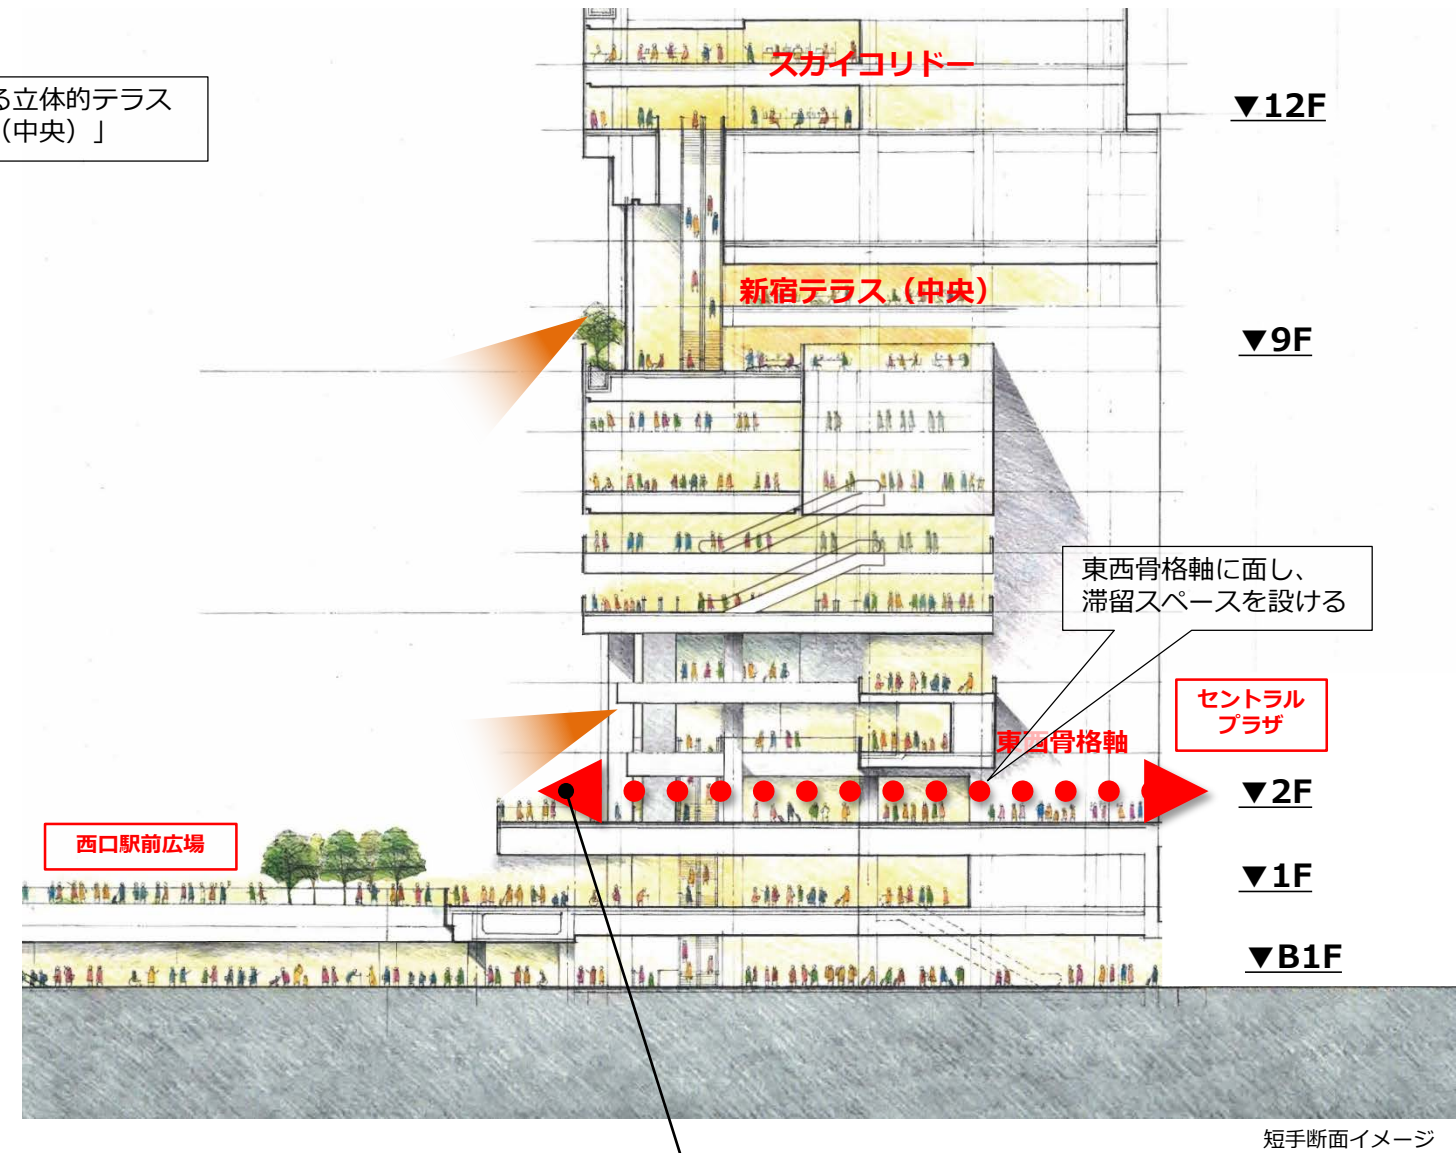 スカイコリドー
▼12F
る立体的テラス
（中央）」
新宿テラス（中央）
▼9F
東西骨格軸に面し、
滞留スペースを設ける
セントラル
プラザ
東西骨格軸
▼2F
西口駅前広場
▼1F
▼B1F
短手断面イメージ